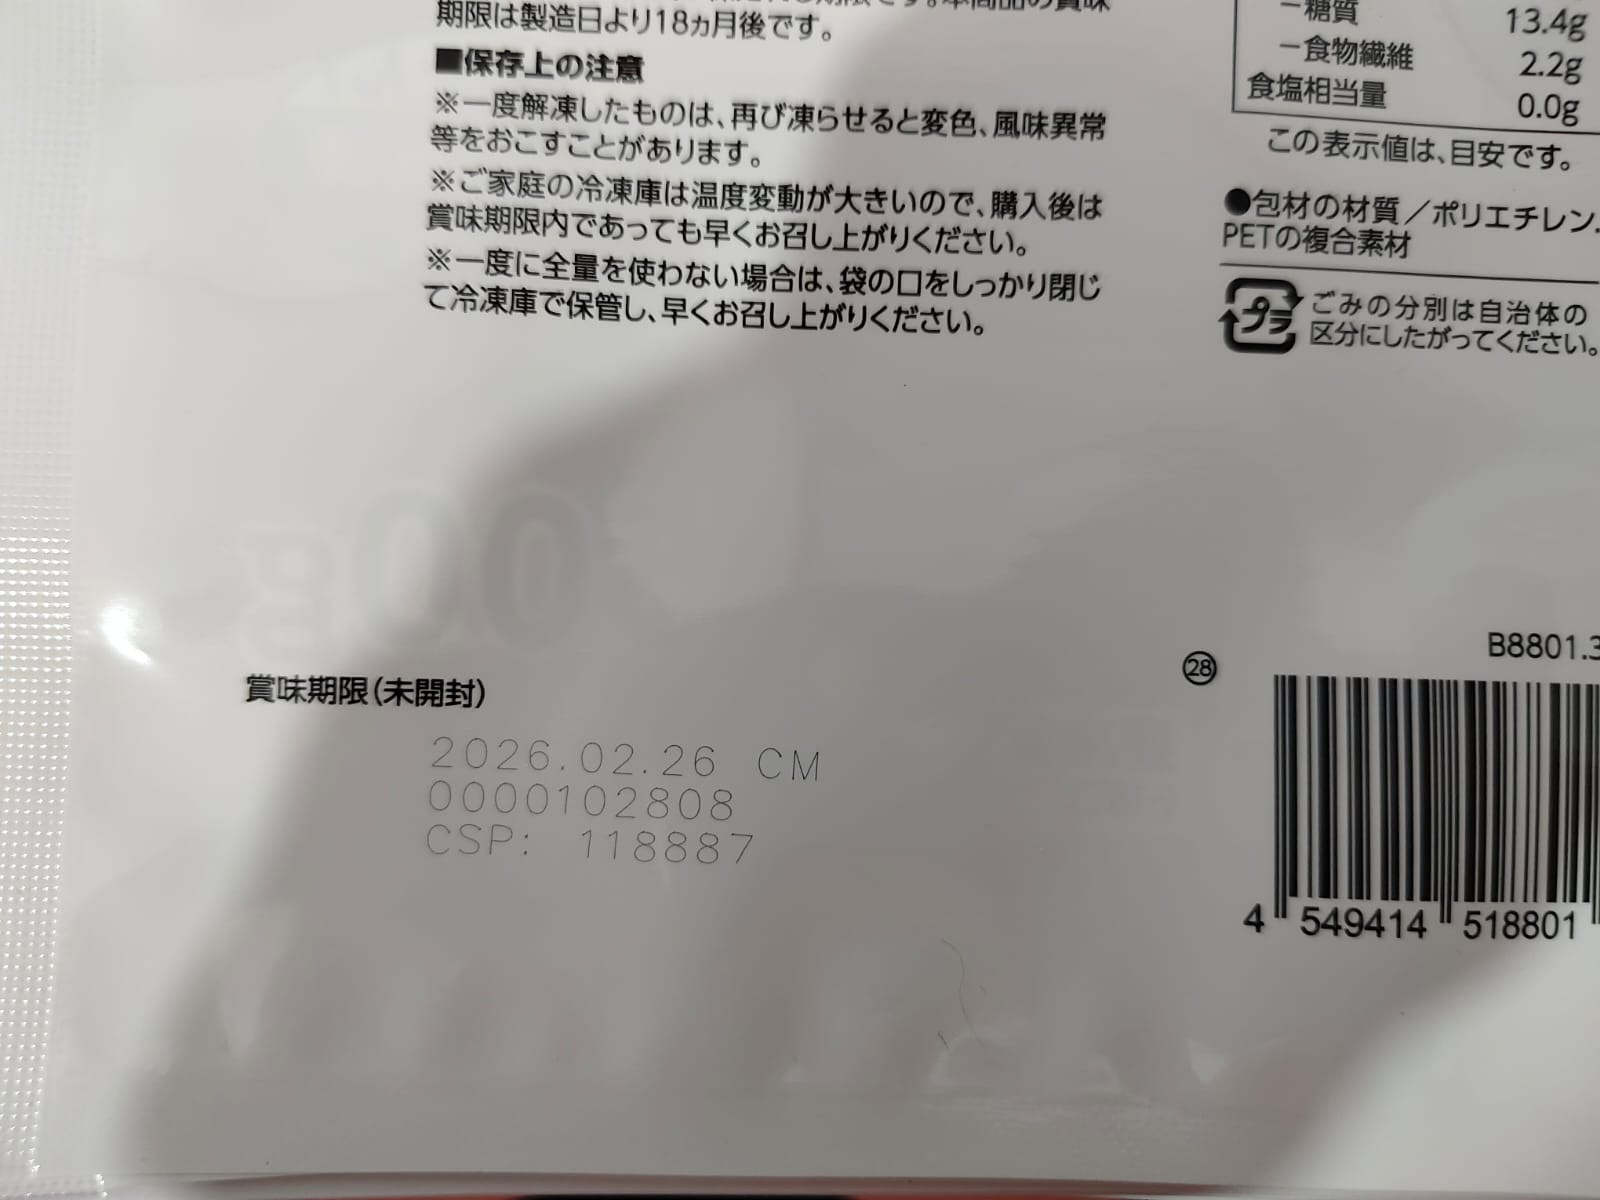 期限は製造日より18ヵ月後です。
■保存上の注意
※一度解凍したものは、再び凍らせると変色、風味異常
等をおこすことがあります。
※ご家庭の冷凍庫は温度変動が大きいので、購入後は
賞味期限内であっても早くお召し上がりください。
※一度に全量を使わない場合は、袋の口をしっかり閉じ
て冷凍庫で保管し、早くお召し上がりください。
－糖質 13.4g
－食物繊維 2.2g
食塩相当量 0.0g
この表示値は、目安です。
●包材の材質／ポリエチレン、
PETの複合素材
プラ
ごみの分別は自治体の
区分にしたがってください。
00g
賞味期限(未開封)
2026.02.26 CM
0000102808
CSP: 118887
28
B8801.3
4 549414 518801